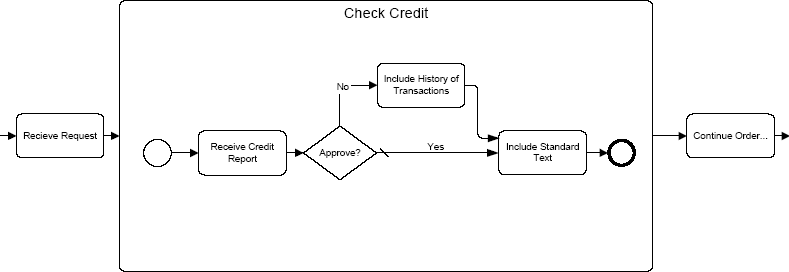 Check Credit
No
Include History of
Transactions
Recieve Request
Receive Credit
Report
Approve?
Yes
Include Standard
Text
Continue Order...